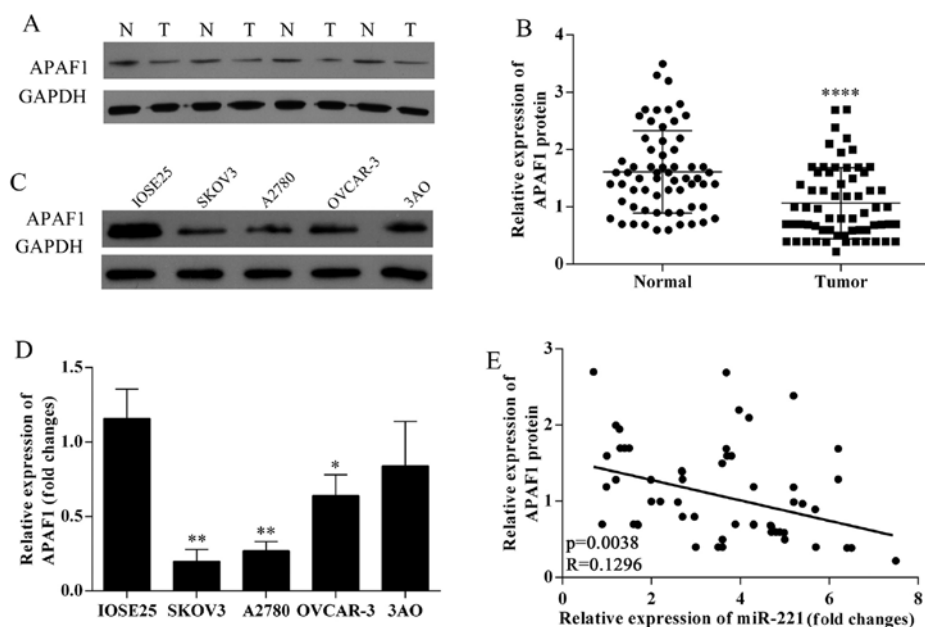 A
N T N T N T N T
APAF1
GAPDH
B
Relative expression of
APAF1 protein
4
3
2
1
0
****
Normal Tumor
C
IOSE25 SKOV3 A2780 OVCAR-3 3AO
APAF1
GAPDH
D
Relative expression of
APAF1 (fold changes)
1.5
1.0
0.5
0.0
** ** *
IOSE25 SKOV3 A2780 OVCAR-3 3AO
E
Relative expression of
APAF1 protein
3
2
1
0
p=0.0038
R=0.1296
0 2 4 6 8
Relative expression of miR-221 (fold changes)